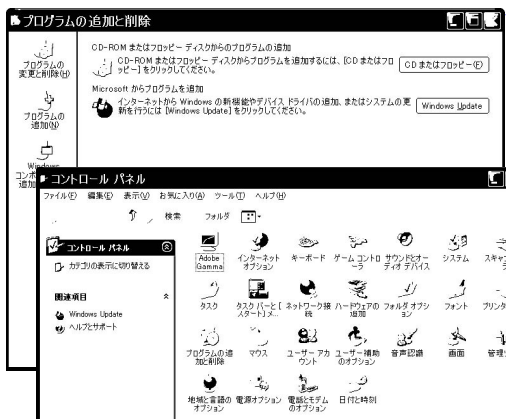 プログラムの追加と削除
プログラムの
変更と削除(H)
プログラムの
追加(N)
Windows
CD-ROM またはフロッピー ディスクからのプログラムの追加
CD-ROM またはフロッピー ディスクからプログラムを追加するには、[CD またはフロ
ッピー] をクリックしてください。
CD またはフロッピー(F)
Microsoft からプログラムを追加
インターネットから Windows の新機能やデバイス ドライバの追加、またはシステムの更
新を行うには [Windows Update] をクリックしてください。
Windows Update
コントロール パネル
ファイル(F) 編集(E) 表示(V) お気に入り(A) ツール(T) ヘルプ(H)
検索 フォルダ
コントロール パネル
カテゴリの表示に切り替える
関連項目
Windows Update
ヘルプとサポート
Adobe
Gamma
インターネット
オプション
キーボード
ゲーム コントロ
ーラ
サウンドとオー
ディオ デバイス
システム
スキャ
タスク
タスク バーと [
スタート] メ...
ネットワーク接
続
ハードウェアの
追加
フォルダ オプシ
ョン
フォント
プリンタ
プログラムの追
加と削除
マウス
ユーザー アカ
ウント
ユーザー補助
のオプション
音声認識
画面
管理
地域と言語の
オプション
電源オプション
電話とモデム
のオプション
日付と時刻